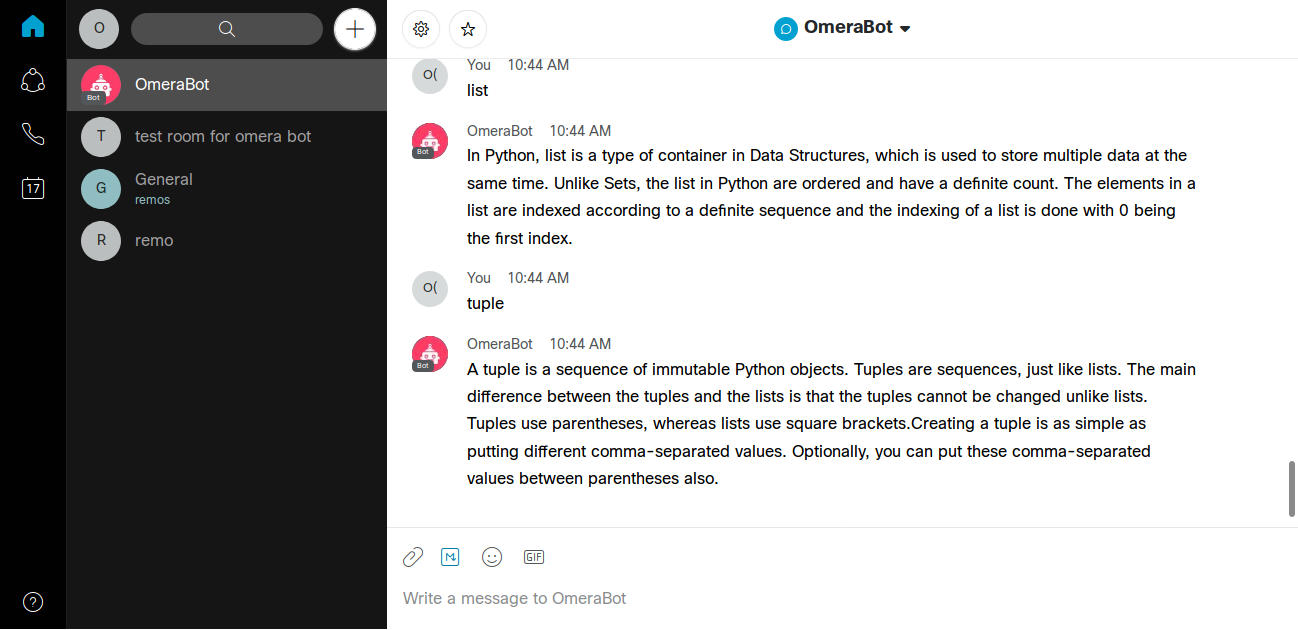 O
Bot
OmeraBot
T
test room for omera bot
17
G
General
remos
R
remo
?
OmeraBot
O(
You 10:44 AM
list
Bot
OmeraBot 10:44 AM
In Python, list is a type of container in Data Structures, which is used to store multiple data at the
same time. Unlike Sets, the list in Python are ordered and have a definite count. The elements in a
list are indexed according to a definite sequence and the indexing of a list is done with 0 being
the first index.
O(
You 10:44 AM
tuple
Bot
OmeraBot 10:44 AM
A tuple is a sequence of immutable Python objects. Tuples are sequences, just like lists. The main
difference between the tuples and the lists is that the tuples cannot be changed unlike lists.
Tuples use parentheses, whereas lists use square brackets.Creating a tuple is as simple as
putting different comma-separated values. Optionally, you can put these comma-separated
values between parentheses also.
GIF
Write a message to OmeraBot